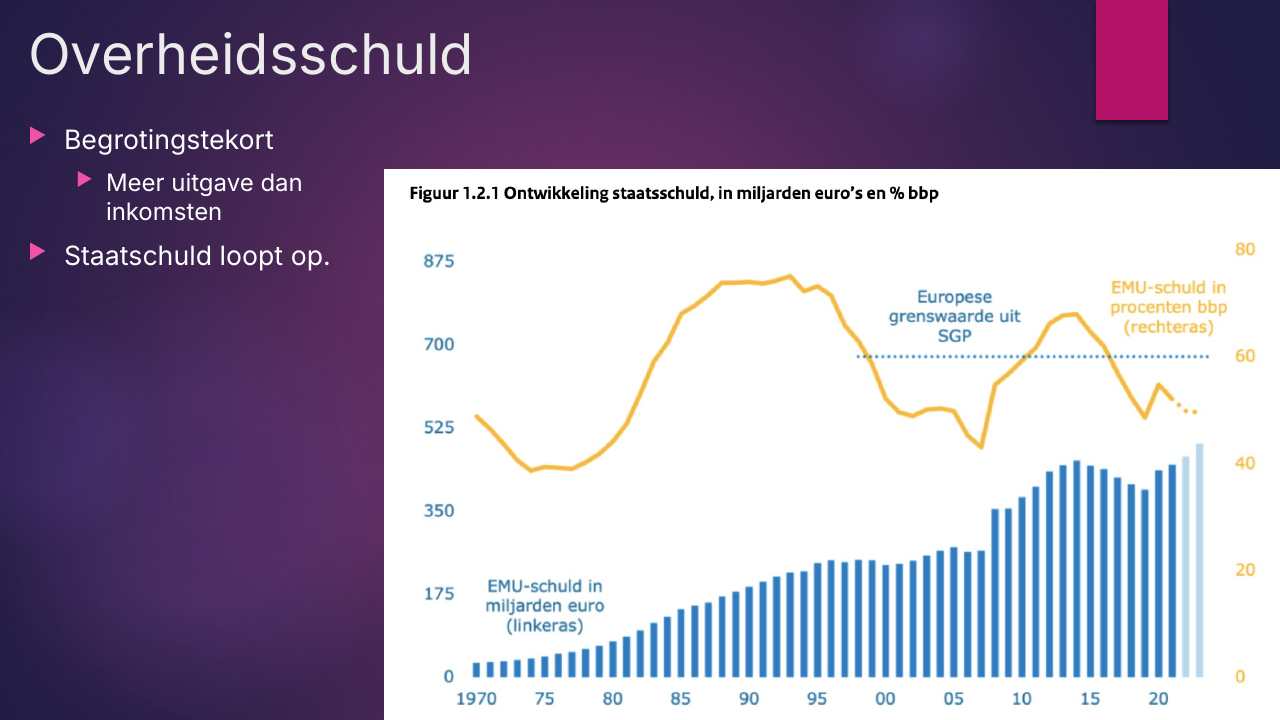 Overheidsschuld
Begrotingstekort
Meer uitgave dan
inkomsten
Staatschuld loopt op.
Figuur 1.2.1 Ontwikkeling staatsschuld, in miljarden euro's en % bbp
875
700
525
350
175
0
80
60
40
20
0
Europese
grenswaarde uit
SGP
EMU-schuld in
procenten bbp
(rechteras)
EMU-schuld in
miljarden euro
(linkeras)
1970 75 80 85 90 95 00 05 10 15 20